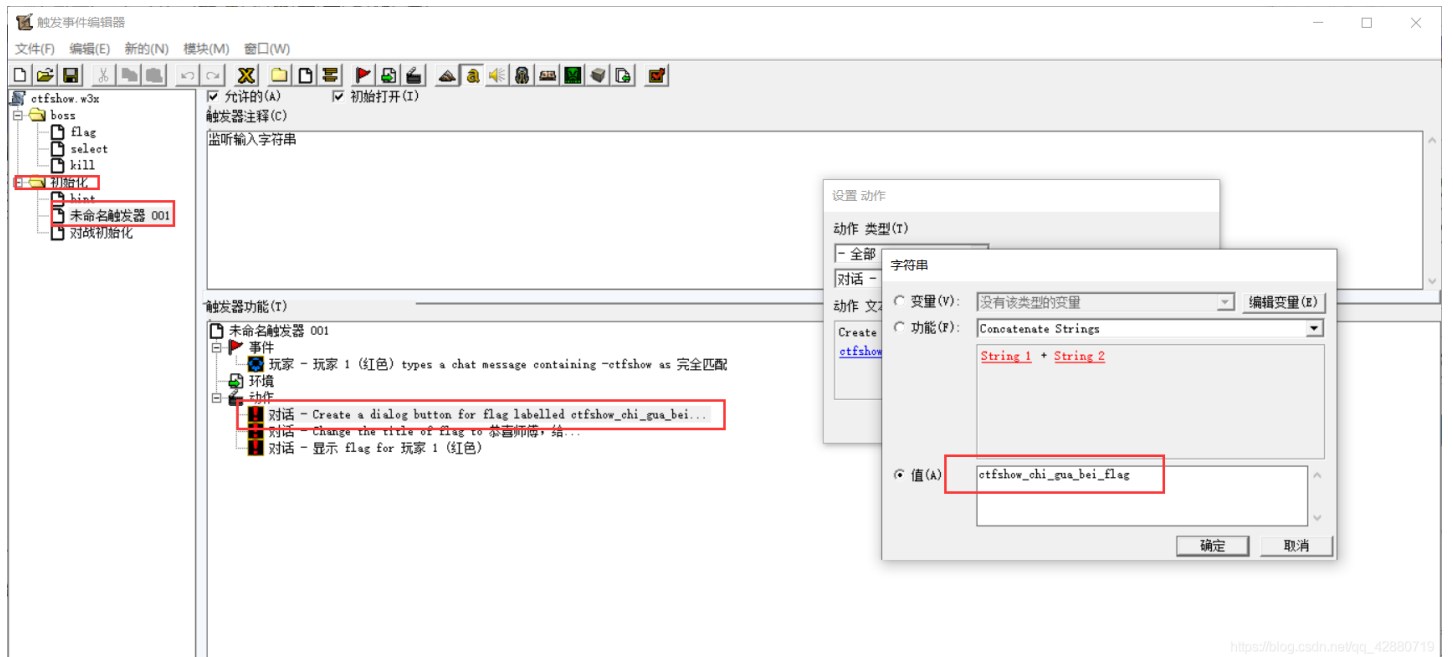 触发事件编辑器
文件(F) 编辑(E) 新的(N) 模块(M) 窗口(W)
ctfshow.w3x
boss
flag
select
kill
初始化
hint
未命名触发器 001
对战初始化
允许的(A) 初始打开(I)
触发器注释(C)
监听输入字符串
触发器功能(T)
未命名触发器 001
事件
玩家 - 玩家 1 (红色) types a chat message containing -ctfshow as 完全匹配
环境
动作
对话 - Create a dialog button for flag labelled ctfshow_chi_gua_bei...
对话 - Change the title of flag to 恭喜师傅，给...
对话 - 显示 flag for 玩家 1 (红色)
设置 动作
动作 类型(T)
- 全部
对话 -
动作 文本
Create
ctfshow
字符串
变量(V): 没有该类型的变量 编辑变量(E)
功能(F): Concatenate Strings
String 1 + String 2
值(A) ctfshow_chi_gua_bei_flag
确定 取消
https://blog.csdn.net/qq_42880719